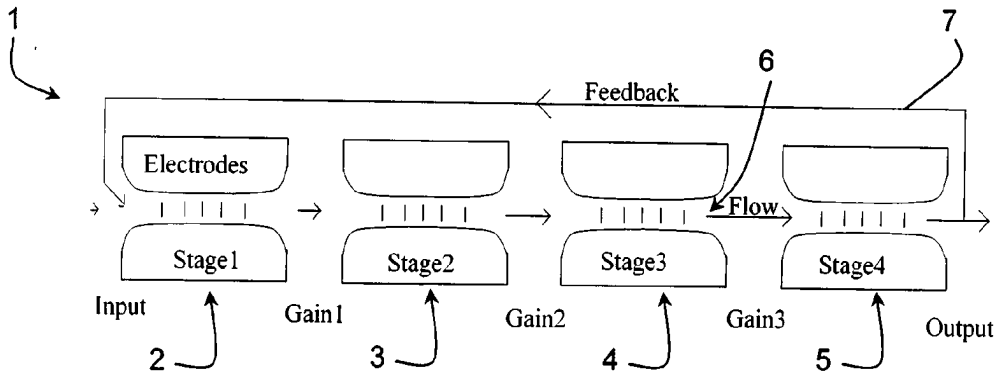 1
7
6
Feedback
Electrodes
Flow
Stage1
Stage2
Stage3
Stage4
Input
Gain1
Gain2
Gain3
Output
2
3
4
5